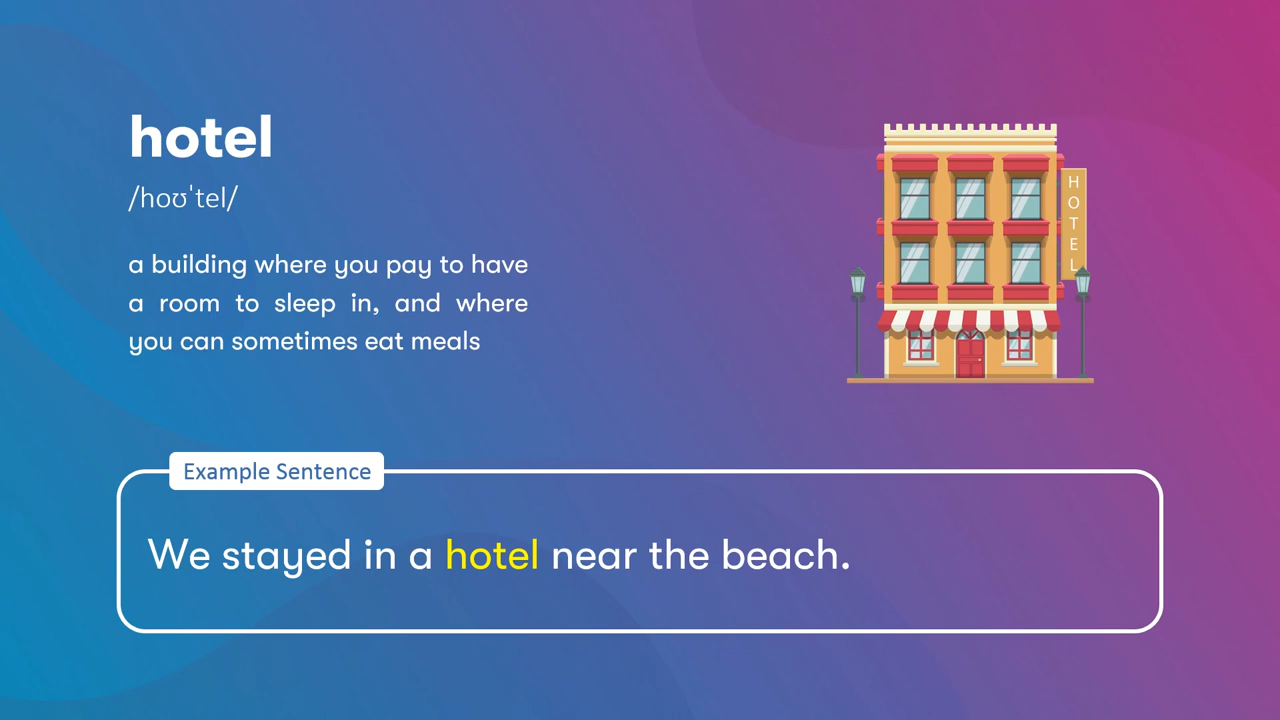 hotel
/hoʊˈtel/
a building where you pay to have
a room to sleep in, and where
you can sometimes eat meals
HOTEL
Example Sentence
We stayed in a hotel near the beach.